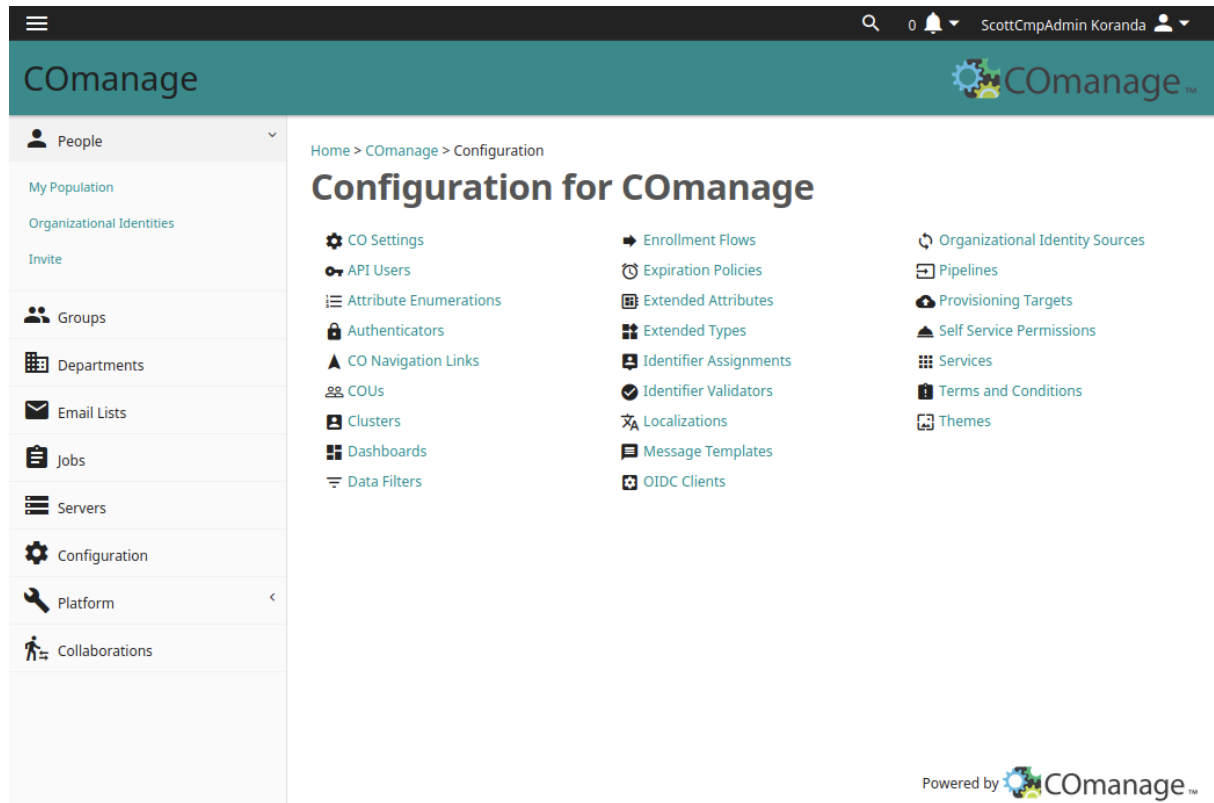 0 ScottCmpAdmin Koranda
COmanage
COmanage™
People
My Population
Organizational Identities
Invite
Groups
Departments
Email Lists
Jobs
Servers
Configuration
Platform
Collaborations
Home > COmanage > Configuration
Configuration for COmanage
CO Settings
API Users
Attribute Enumerations
Authenticators
CO Navigation Links
COUs
Clusters
Dashboards
Data Filters
Enrollment Flows
Expiration Policies
Extended Attributes
Extended Types
Identifier Assignments
Identifier Validators
Localizations
Message Templates
OIDC Clients
Organizational Identity Sources
Pipelines
Provisioning Targets
Self Service Permissions
Services
Terms and Conditions
Themes
Powered by COmanage™